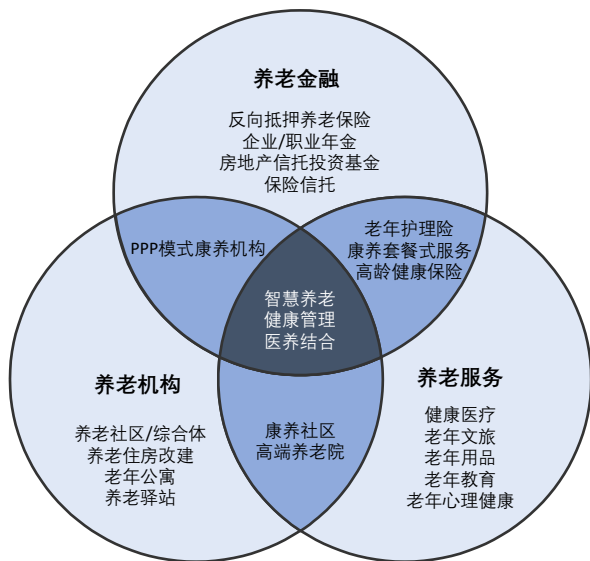 养老金融
反向抵押养老保险
企业/职业年金
房地产信托投资基金
保险信托
PPP模式康养机构
老年护理险
康养套餐式服务
高龄健康保险
智慧养老
健康管理
医养结合
养老机构
养老社区/综合体
养老住房改建
老年公寓
养老驿站
康养社区
高端养老院
养老服务
健康医疗
老年文旅
老年用品
老年教育
老年心理健康